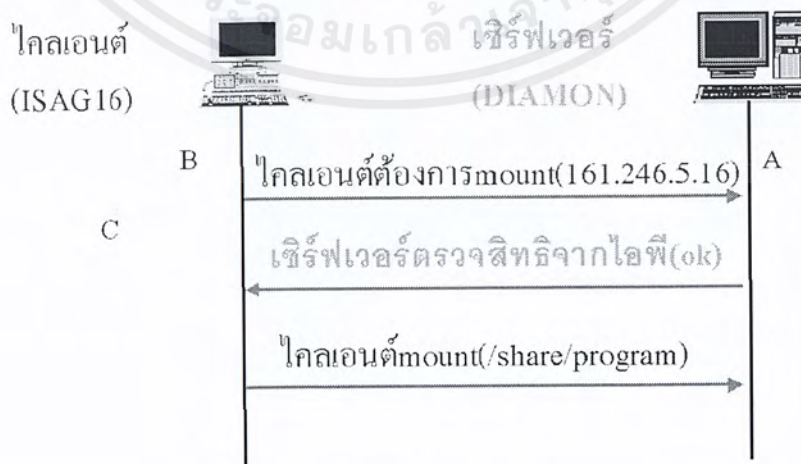 ไคลเอนต์
(ISAG16)
เซิร์ฟเวอร์
(DIAMON)
B
A
ไคลเอนต์ต้องการmount(161.246.5.16)
C
เซิร์ฟเวอร์ตรวจสิทธิจากไอพี(ok)
ไคลเอนต์mount(/share/program)